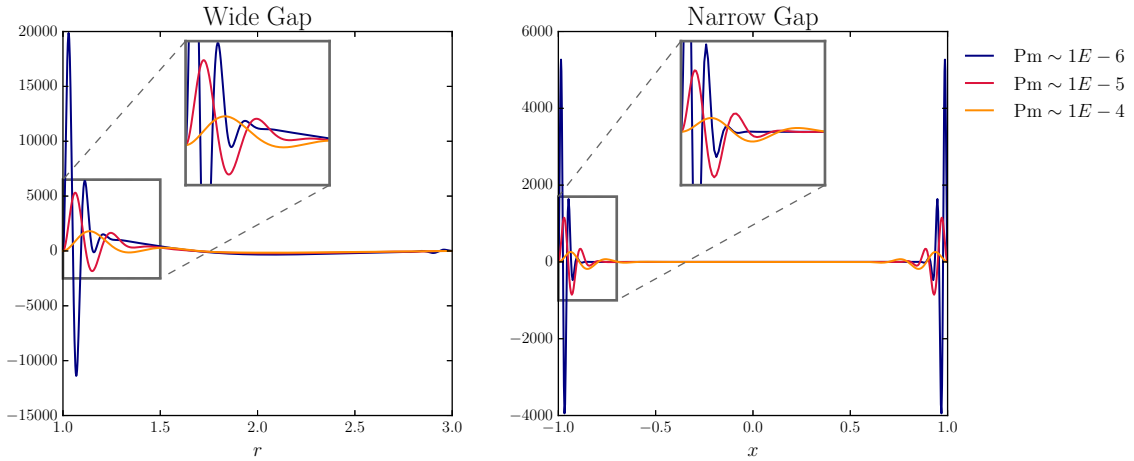 Wide Gap
20000
15000
10000
5000
0
−5000
−10000
−15000
1.0 1.5 2.0 2.5 3.0
r
Narrow Gap
6000
4000
2000
0
−2000
−4000
−1.0 −0.5 0.0 0.5 1.0
x
Pm ∼ 1E − 6
Pm ∼ 1E − 5
Pm ∼ 1E − 4